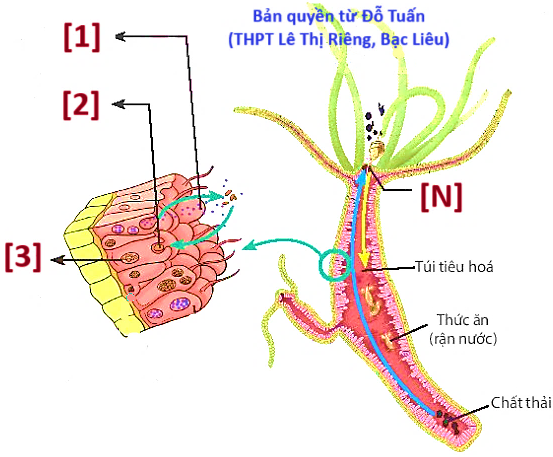 Bản quyền từ Đỗ Tuấn
(THPT Lê Thị Riêng, Bạc Liêu)
[1]
[2]
[N]
[3]
Túi tiêu hoá
Thức ăn
(rận nước)
Chất thải